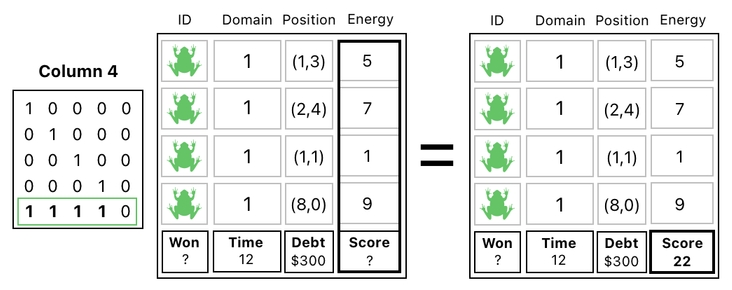 ID Domain Position Energy ID Domain Position Energy
Column 4
1 0 0 0 0
0 1 0 0 0
0 0 1 0 0
0 0 0 1 0
1 1 1 1 0
1 (1,3) 5
1 (2,4) 7
1 (1,1) 1
1 (8,0) 9
Won Time Debt Score
? 12 $300 ?
=
1 (1,3) 5
1 (2,4) 7
1 (1,1) 1
1 (8,0) 9
Won Time Debt Score
? 12 $300 22